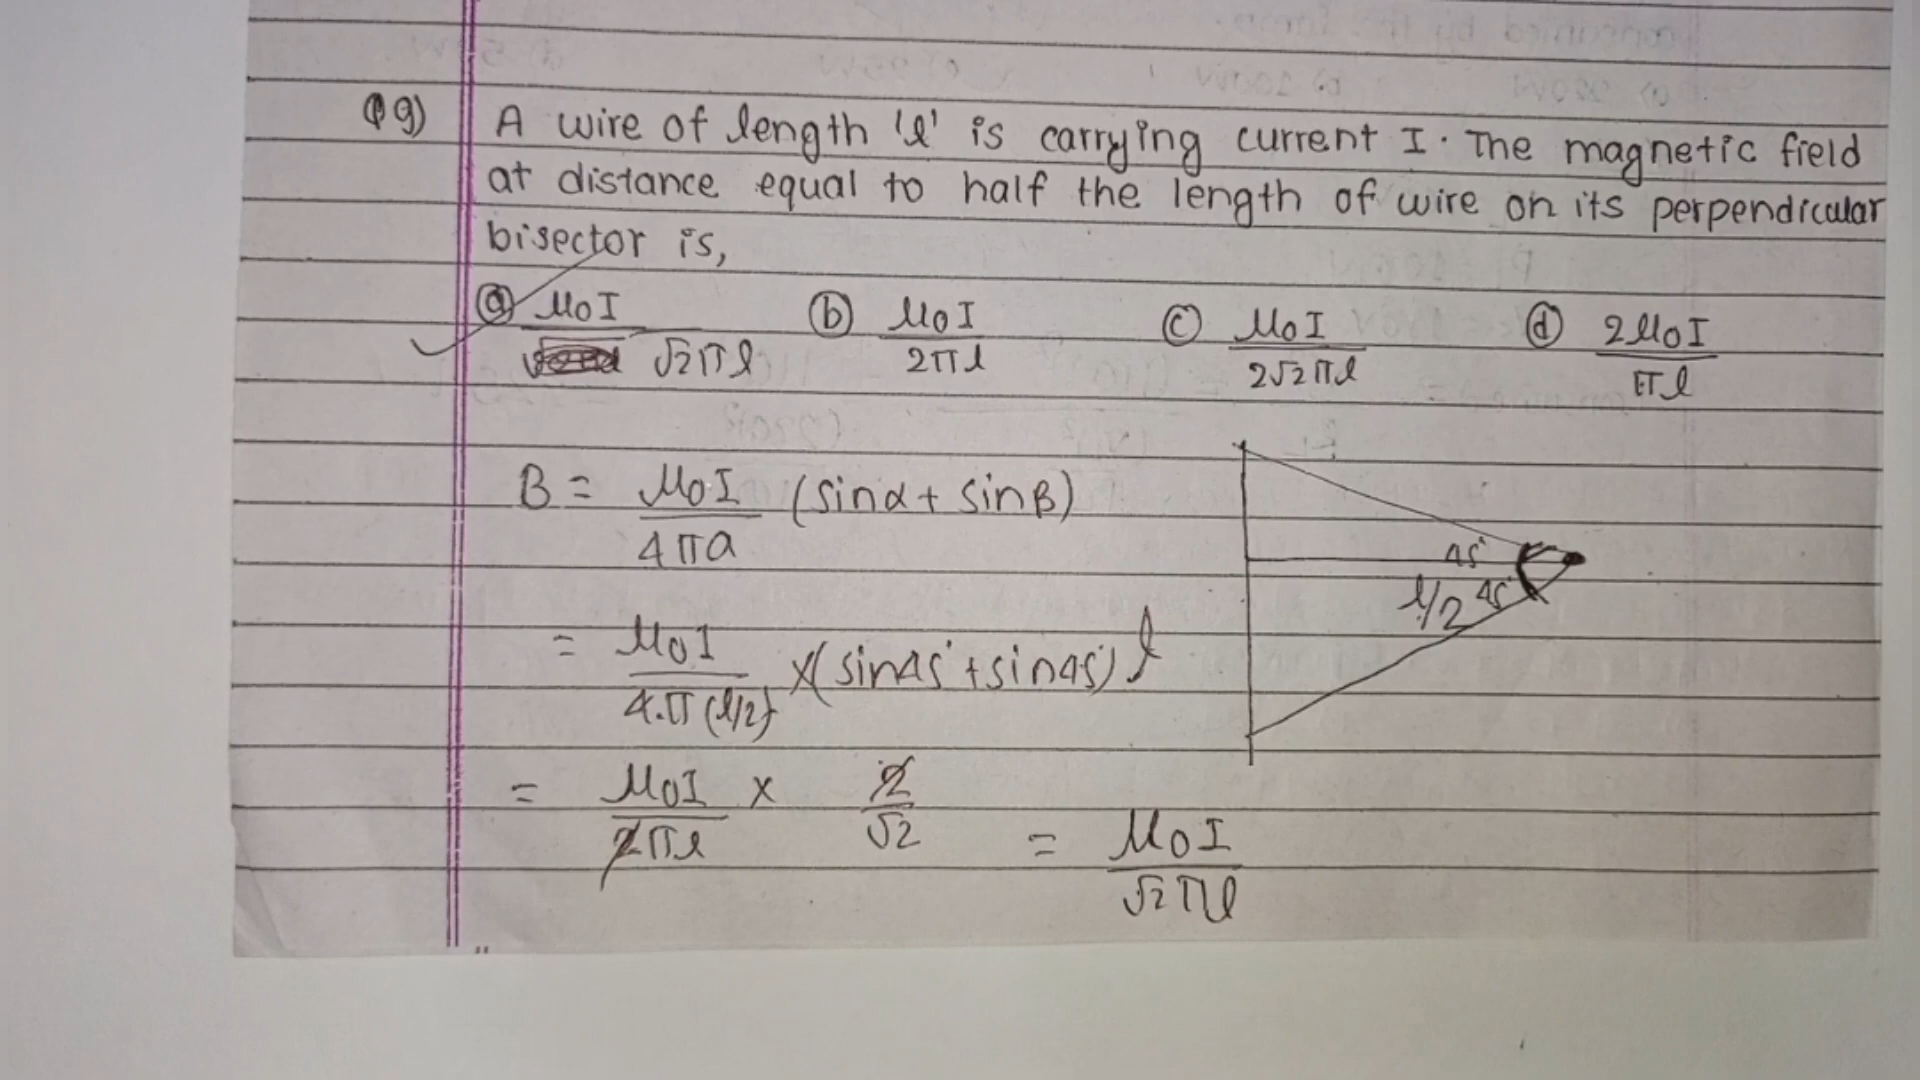 Q9) A wire of length 'l' is carrying current I. The magnetic field
at distance equal to half the length of wire on its perpendicular
bisector is,
(a) μ0I / √2πl (b) μ0I / 2πl (c) μ0I / 2√2πl (d) 2μ0I / πl
B = μ0I / 4πa (sinα + sinβ)
45°
l/2 45°
= μ0I / 4.π(l/2) × (sin45° + sin45°) l
= μ0I / 2πl × 2 / √2 = μ0I / √2πl